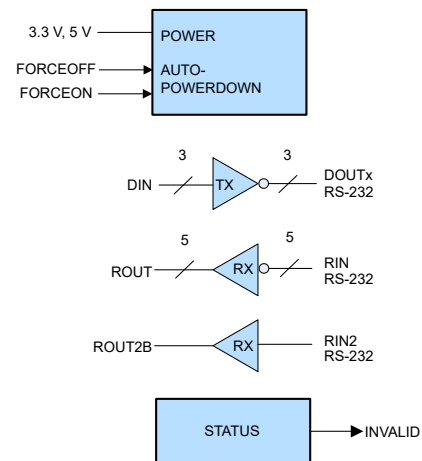 3.3 V, 5 V
POWER
FORCEOFF
AUTO-
POWERDOWN
FORCEON
3
3
DIN
TX
DOUTx
RS-232
5
5
ROUT
RX
RIN
RS-232
ROUT2B
RX
RIN2
RS-232
STATUS
INVALID